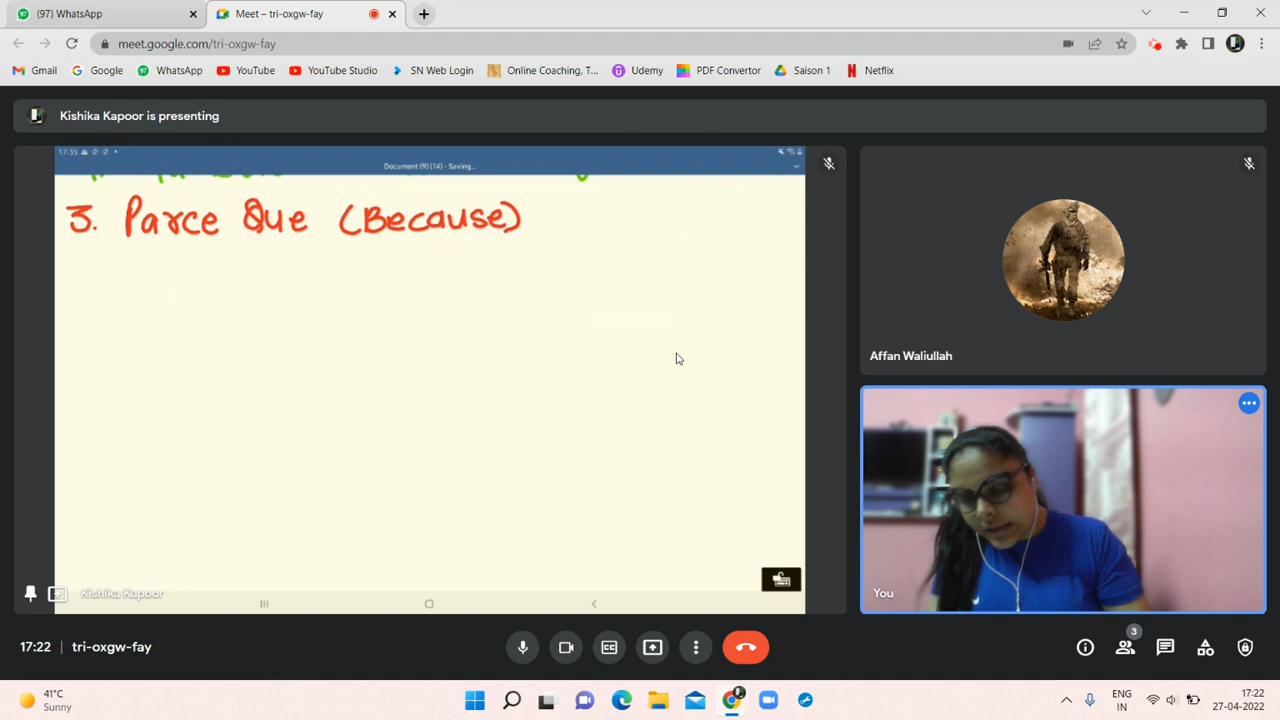 (97) WhatsApp
Meet – tri-oxgw-fay
meet.google.com/tri-oxgw-fay
Gmail
Google
WhatsApp
YouTube
YouTube Studio
SN Web Login
Online Coaching, T...
Udemy
PDF Convertor
Saison 1
Netflix
Kishika Kapoor is presenting
17:35
Document (9) (14) - Saving...
3. Parce Que (Because)
Kishika Kapoor
Affan Waliullah
You
17:22 | tri-oxgw-fay
3
41°C
Sunny
ENG
IN
17:22
27-04-2022